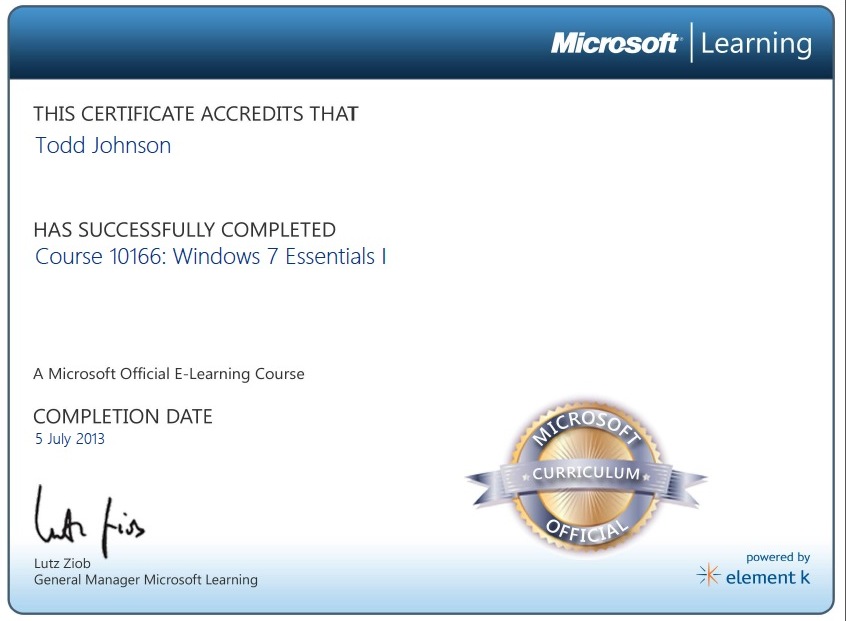 Microsoft® Learning
THIS CERTIFICATE ACCREDITS THAT
Todd Johnson
HAS SUCCESSFULLY COMPLETED
Course 10166: Windows 7 Essentials I
A Microsoft Official E-Learning Course
COMPLETION DATE
5 July 2013
MICROSOFT
CURRICULUM
OFFICIAL
Lutz Ziob
Lutz Ziob
General Manager Microsoft Learning
powered by
element k